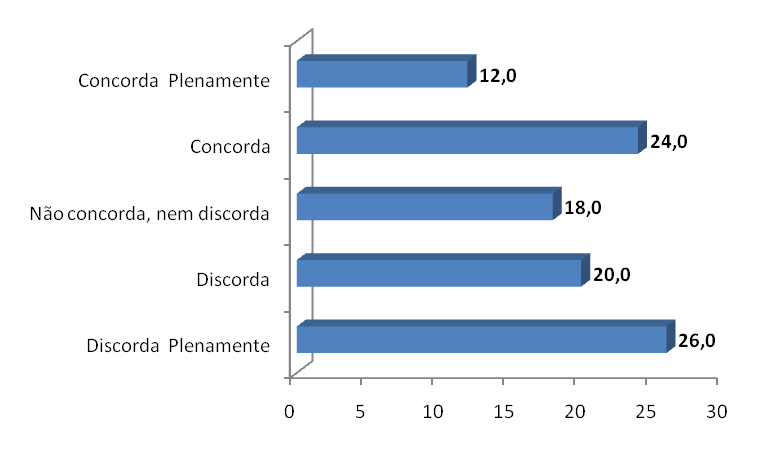 Concorda Plenamente 12,0
Concorda 24,0
Não concorda, nem discorda 18,0
Discorda 20,0
Discorda Plenamente 26,0
0 5 10 15 20 25 30